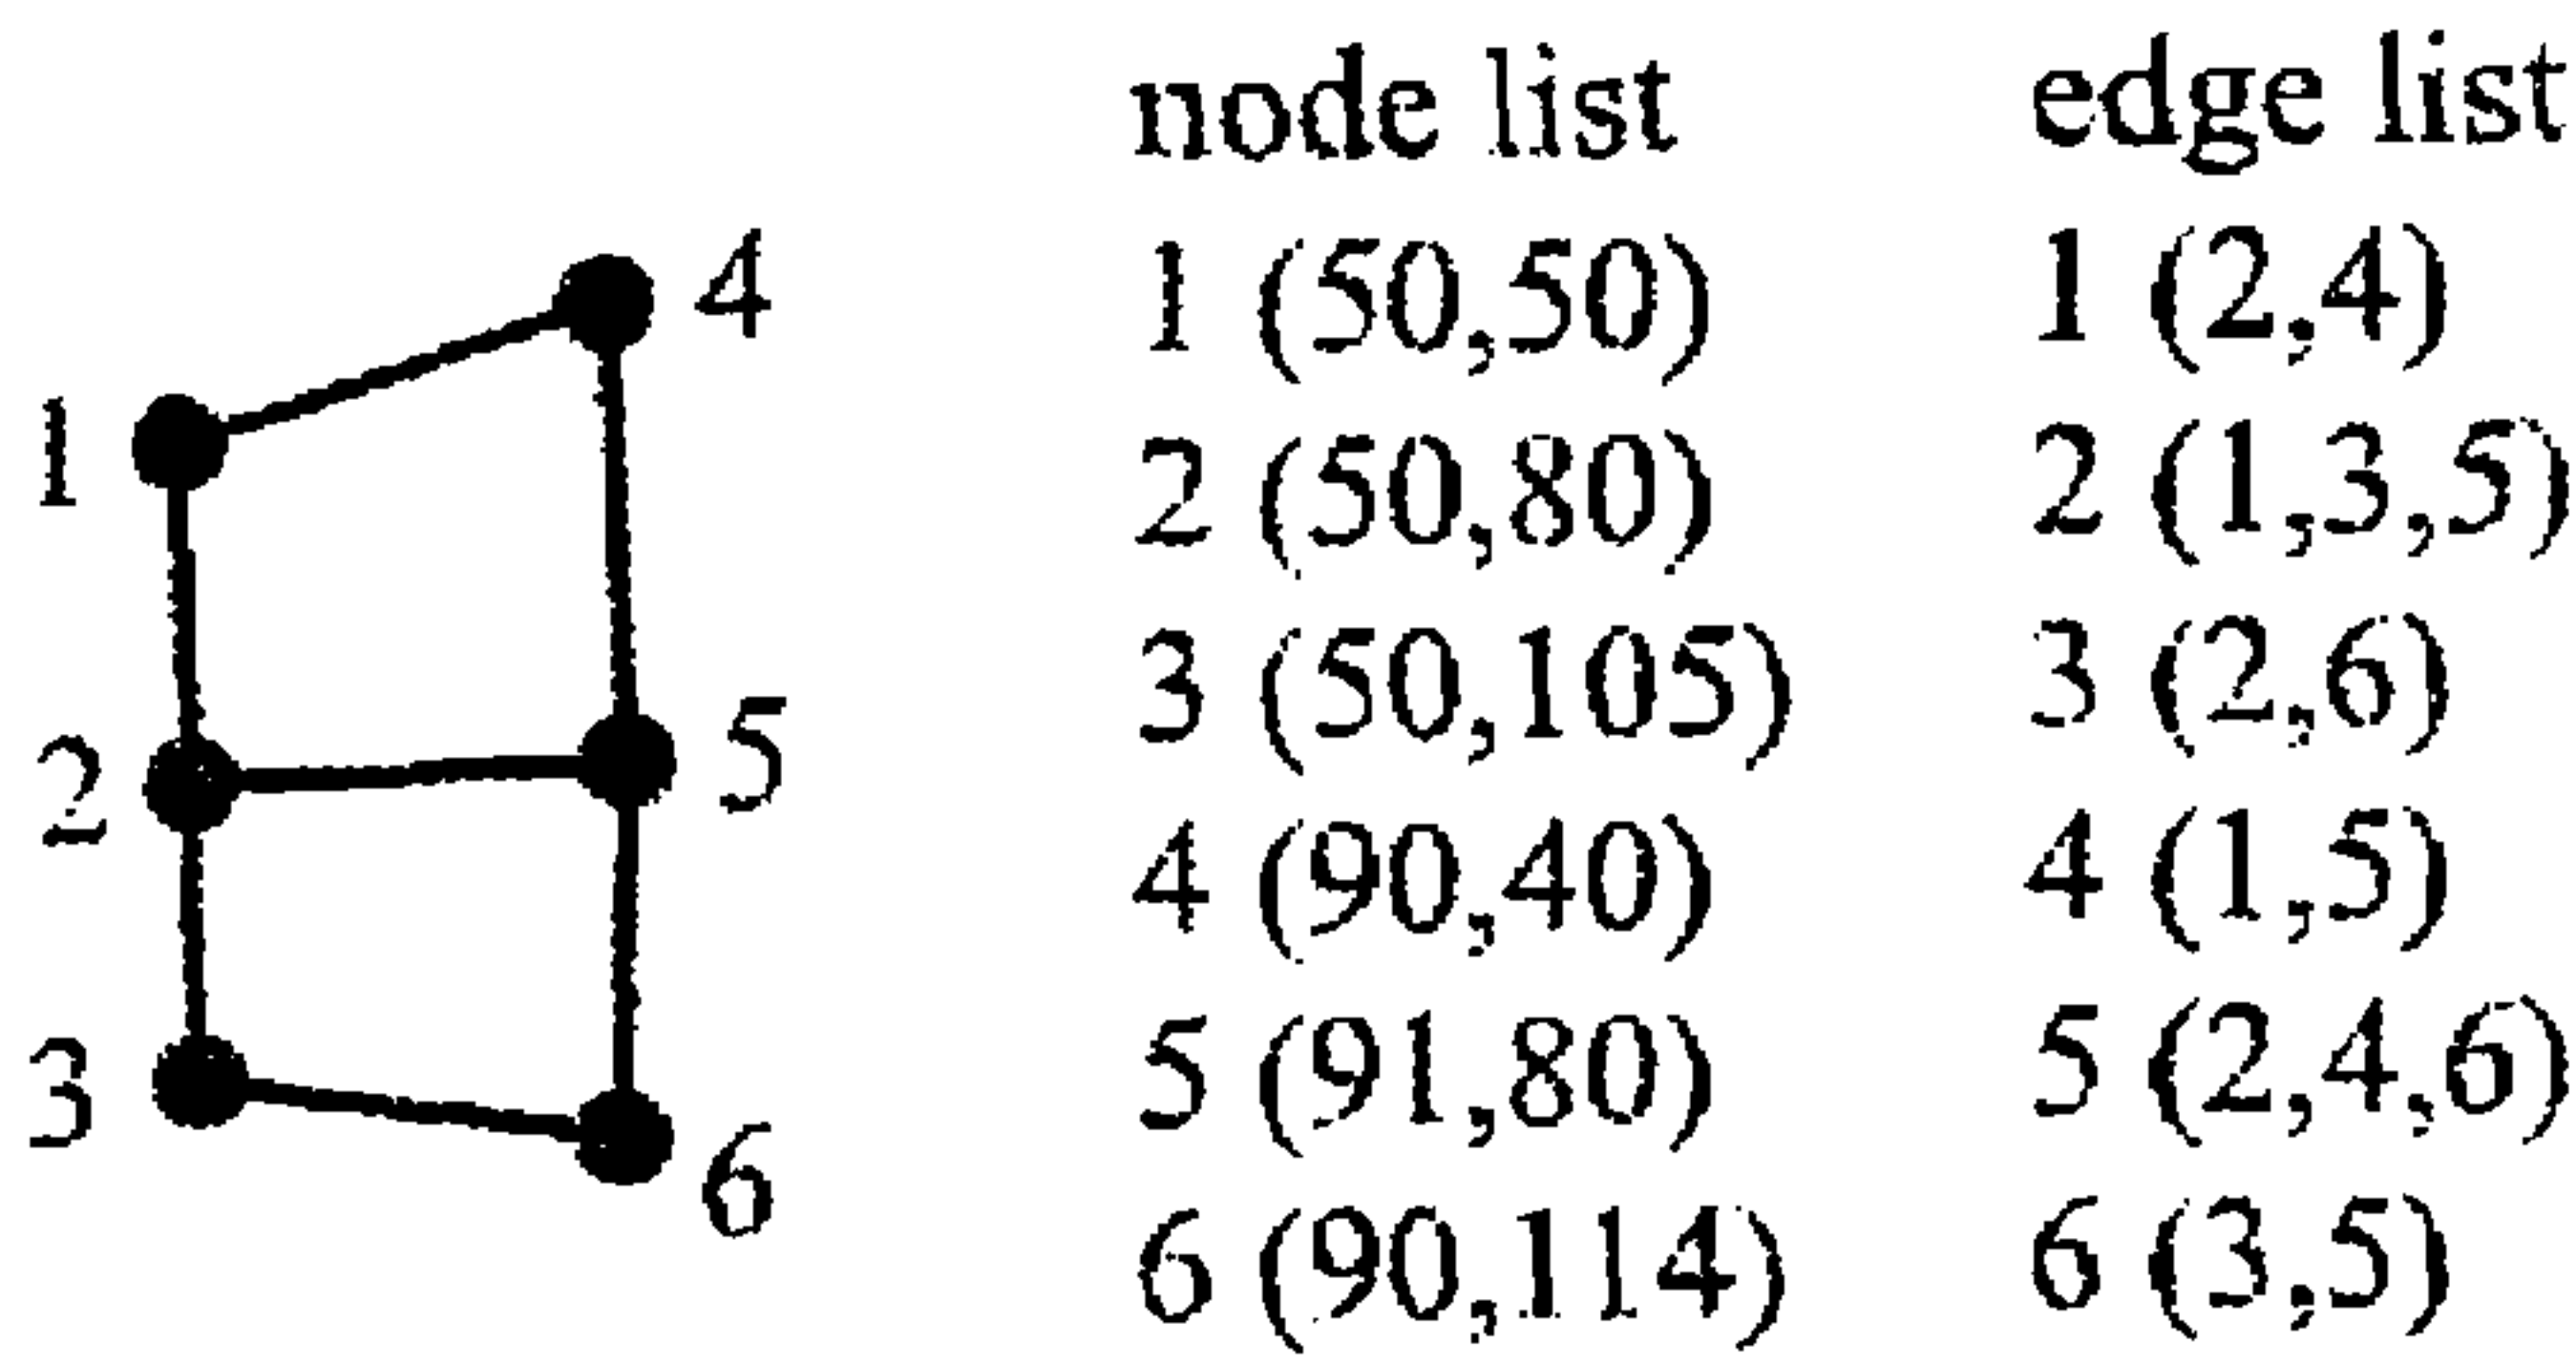 node list edge list
4 1 (50,50) 1 (2,4)
1 2 (50,80) 2 (1,3,5)
3 (50,105) 3 (2,6)
2 5 4 (90,40) 4 (1,5)
3 5 (91,80) 5 (2,4,6)
6 6 (90,114) 6 (3,5)